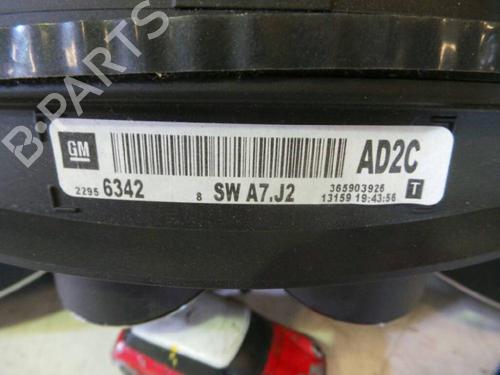 B-PARTS
GM
AD2C
2295 6342 8 SW A7.J2 365903926
13159 19:43:56 T